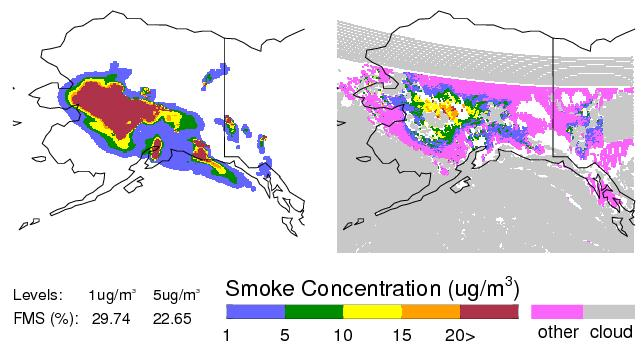 Smoke Concentration (ug/m³)
Levels: 1ug/m³ 5ug/m³
FMS (%): 29.74 22.65
1 5 10 15 20> other cloud